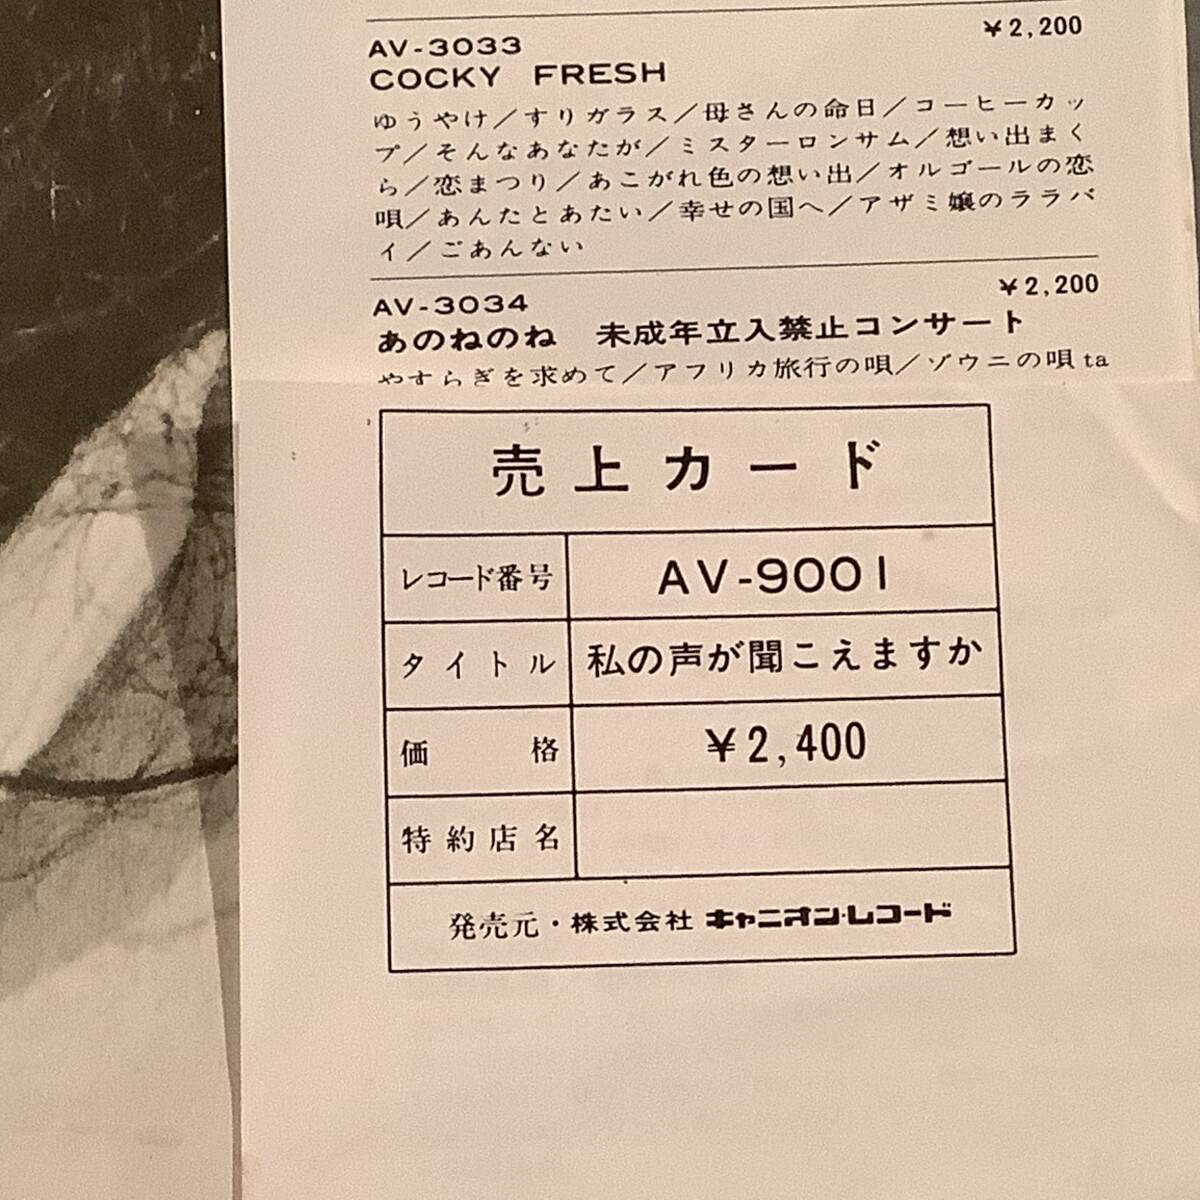 ¥2,200
AV-3033
COCKY FRESH
ゆうやけ／すりガラス／母さんの命日／コーヒーカッ
プ／そんなあなたが／ミスターロンサム／想い出まく
ら／恋まつり／あこがれ色の想い出／オルゴールの恋
唄／あんたとあたい／幸せの国へ／アザミ嬢のララバ
イ／ごあんない
¥2,200
AV-3034
あのねのね　未成年立入禁止コンサート
やすらぎを求めて／アフリカ旅行の唄／ゾウニの唄ta
売上カード
レコード番号 AV-9001
タイトル 私の声が聞こえますか
価格 ¥2,400
特約店名
発売元・株式会社 キャニオン・レコード